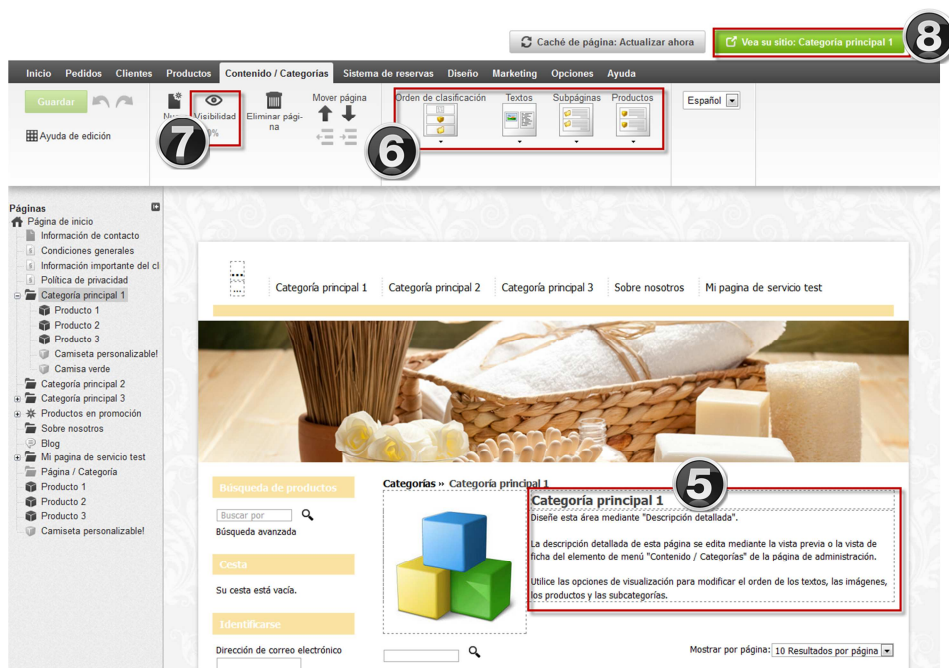 8
Caché de página: Actualizar ahora
Vea su sitio: Categoría principal 1
Inicio Pedidos Clientes Productos Contenido / Categorías Sistema de reservas Diseño Marketing Opciones Ayuda
Guardar
Ayuda de edición
Visibilidad
7
Eliminar pági-
na
Mover página
6
Orden de clasificación Textos Subpáginas Productos
Español
Páginas
Página de inicio
Información de contacto
Condiciones generales
Información importante del cl
Política de privacidad
Categoría principal 1
Producto 1
Producto 2
Producto 3
Camiseta personalizable!
Camisa verde
Categoría principal 2
Categoría principal 3
Productos en promoción
Sobre nosotros
Blog
Mi pagina de servicio test
Página / Categoría
Producto 1
Producto 2
Producto 3
Camiseta personalizable!
...
...
Categoría principal 1 Categoría principal 2 Categoría principal 3 Sobre nosotros Mi pagina de servicio test
Búsqueda de productos
Buscar por
Búsqueda avanzada
Cesta
Su cesta está vacía.
Identificarse
Dirección de correo electrónico
Categorías » Categoría principal 1
5
Categoría principal 1
Diseñe esta área mediante "Descripción detallada".
La descripción detallada de esta página se edita mediante la vista previa o la vista de
ficha del elemento de menú "Contenido / Categorías" de la página de administración.
Utilice las opciones de visualización para modificar el orden de los textos, las imágenes,
los productos y las subcategorías.
Mostrar por página: 10 Resultados por página